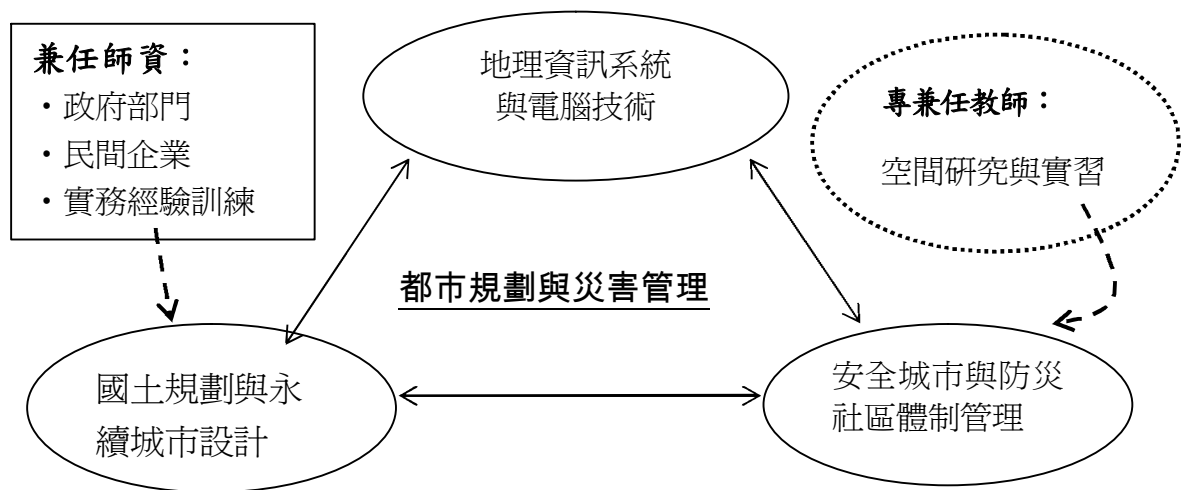 兼任師資：
・政府部門
・民間企業
・實務經驗訓練
地理資訊系統
與電腦技術
專兼任教師：
空間研究與實習
都市規劃與災害管理
國土規劃與永
續城市設計
安全城市與防災
社區體制管理